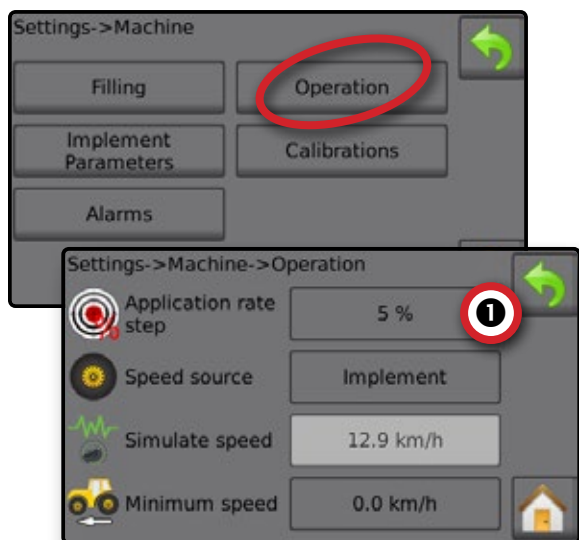 Settings->Machine
Filling
Operation
Implement
Parameters
Calibrations
Alarms
Settings->Machine->Operation
Application rate
step
5 %
1
Speed source
Implement
Simulate speed
12.9 km/h
Minimum speed
0.0 km/h